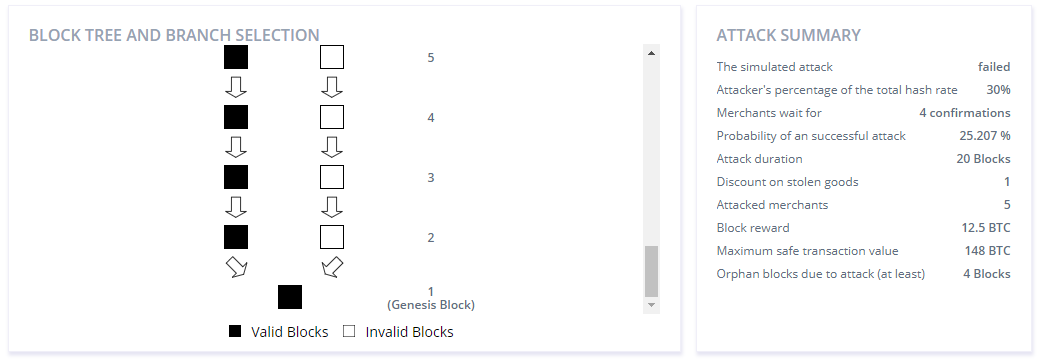 BLOCK TREE AND BRANCH SELECTION
5
4
3
2
1
(Genesis Block)
Valid Blocks Invalid Blocks
ATTACK SUMMARY
The simulated attack failed
Attacker's percentage of the total hash rate 30%
Merchants wait for 4 confirmations
Probability of an successful attack 25.207 %
Attack duration 20 Blocks
Discount on stolen goods 1
Attacked merchants 5
Block reward 12.5 BTC
Maximum safe transaction value 148 BTC
Orphan blocks due to attack (at least) 4 Blocks